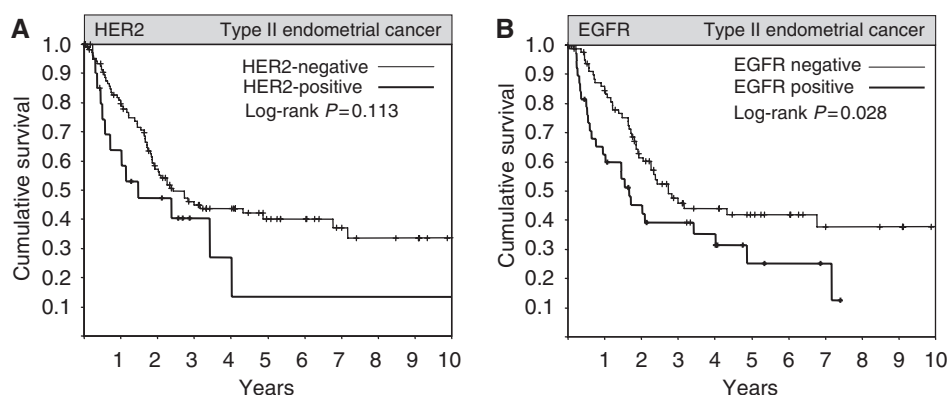 A
HER2 Type II endometrial cancer
HER2-negative
HER2-positive
Log-rank P=0.113
Cumulative survival
1.0
0.9
0.8
0.7
0.6
0.5
0.4
0.3
0.2
0.1
1 2 3 4 5 6 7 8 9 10
Years
B
EGFR Type II endometrial cancer
EGFR negative
EGFR positive
Log-rank P=0.028
Cumulative survival
1.0
0.9
0.8
0.7
0.6
0.5
0.4
0.3
0.2
0.1
1 2 3 4 5 6 7 8 9 10
Years